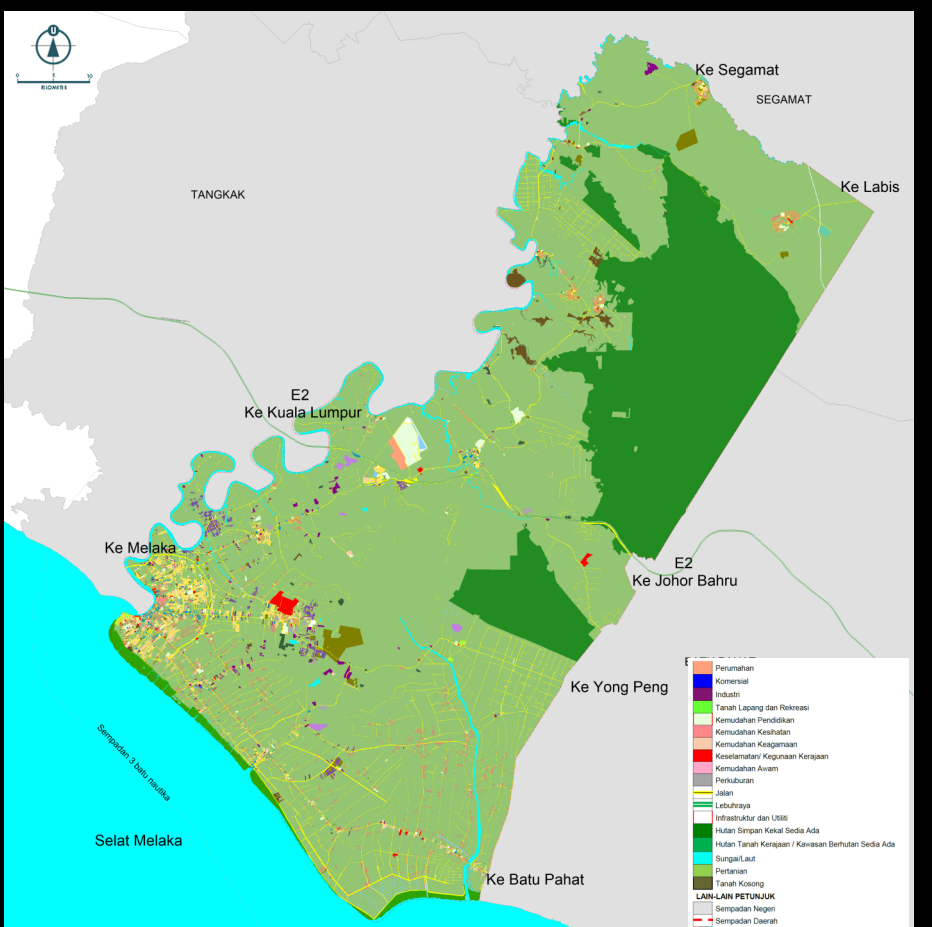 U
0 5 10
KILOMETER
Ke Segamat
SEGAMAT
TANGKAK
Ke Labis
E2
Ke Kuala Lumpur
Ke Melaka
E2
Ke Johor Bahru
Ke Yong Peng
Sempadan 3 batu nautika
Selat Melaka
Ke Batu Pahat
Perumahan
Komersial
Industri
Tanah Lapang dan Rekreasi
Kemudahan Pendidikan
Kemudahan Kesihatan
Kemudahan Keagamaan
Keselamatan/ Kegunaan Kerajaan
Kemudahan Awam
Perkuburan
Jalan
Lebuhraya
Infrastruktur dan Utiliti
Hutan Simpan Kekal Sedia Ada
Hutan Tanah Kerajaan / Kawasan Berhutan Sedia Ada
Sungai/Laut
Pertanian
Tanah Kosong
LAIN-LAIN PETUNJUK
Sempadan Negeri
Sempadan Daerah